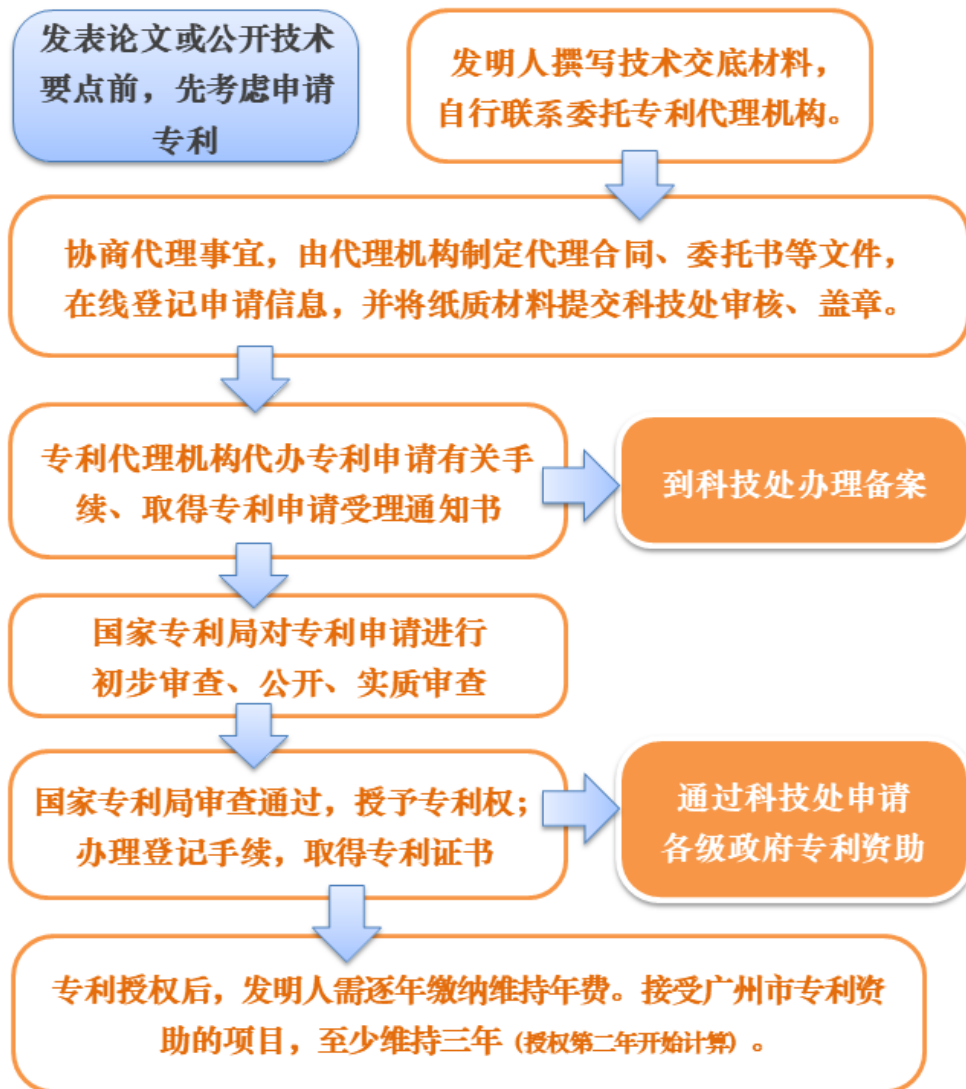 发表论文或公开技术
要点前，先考虑申请
专利
发明人撰写技术交底材料，
自行联系委托专利代理机构。
协商代理事宜，由代理机构制定代理合同、委托书等文件，
在线登记申请信息，并将纸质材料提交科技处审核、盖章。
专利代理机构代办专利申请有关手
续、取得专利申请受理通知书
到科技处办理备案
国家专利局对专利申请进行
初步审查、公开、实质审查
国家专利局审查通过，授予专利权；
办理登记手续，取得专利证书
通过科技处申请
各级政府专利资助
专利授权后，发明人需逐年缴纳维持年费。接受广州市专利资
助的项目，至少维持三年（授权第二年开始计算）。